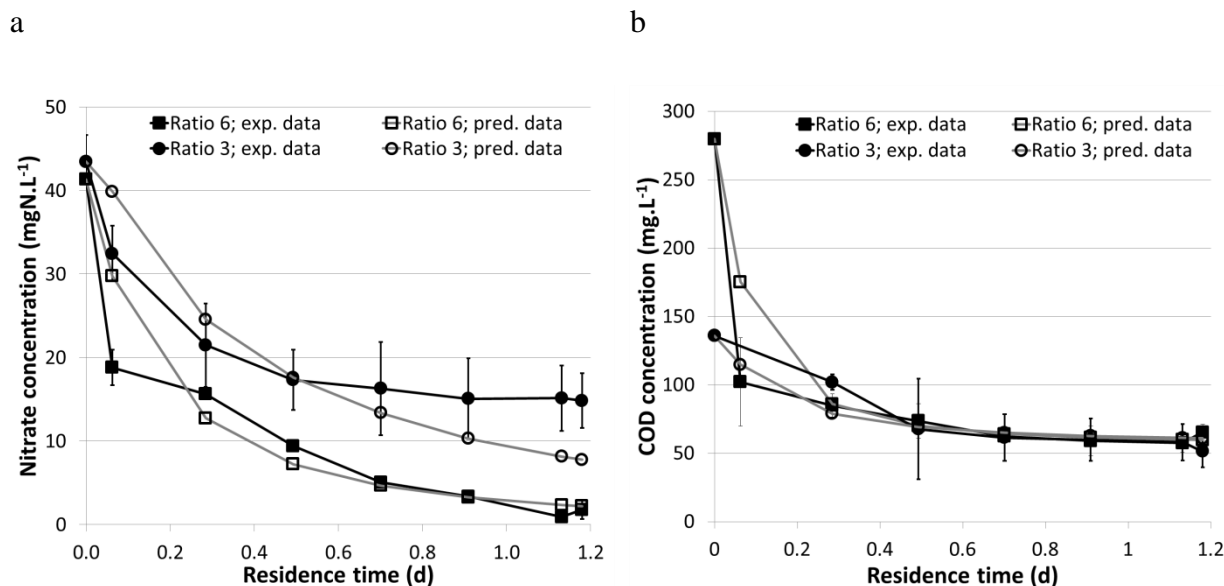 a
50
40
30
20
10
0
Nitrate concentration (mgN.L⁻¹)
Ratio 6; exp. data
Ratio 6; pred. data
Ratio 3; exp. data
Ratio 3; pred. data
0.0 0.2 0.4 0.6 0.8 1.0 1.2
Residence time (d)
b
300
250
200
150
100
50
0
COD concentration (mg.L⁻¹)
Ratio 6; exp. data
Ratio 6; pred. data
Ratio 3; exp. data
Ratio 3; pred. data
0 0.2 0.4 0.6 0.8 1 1.2
Residence time (d)